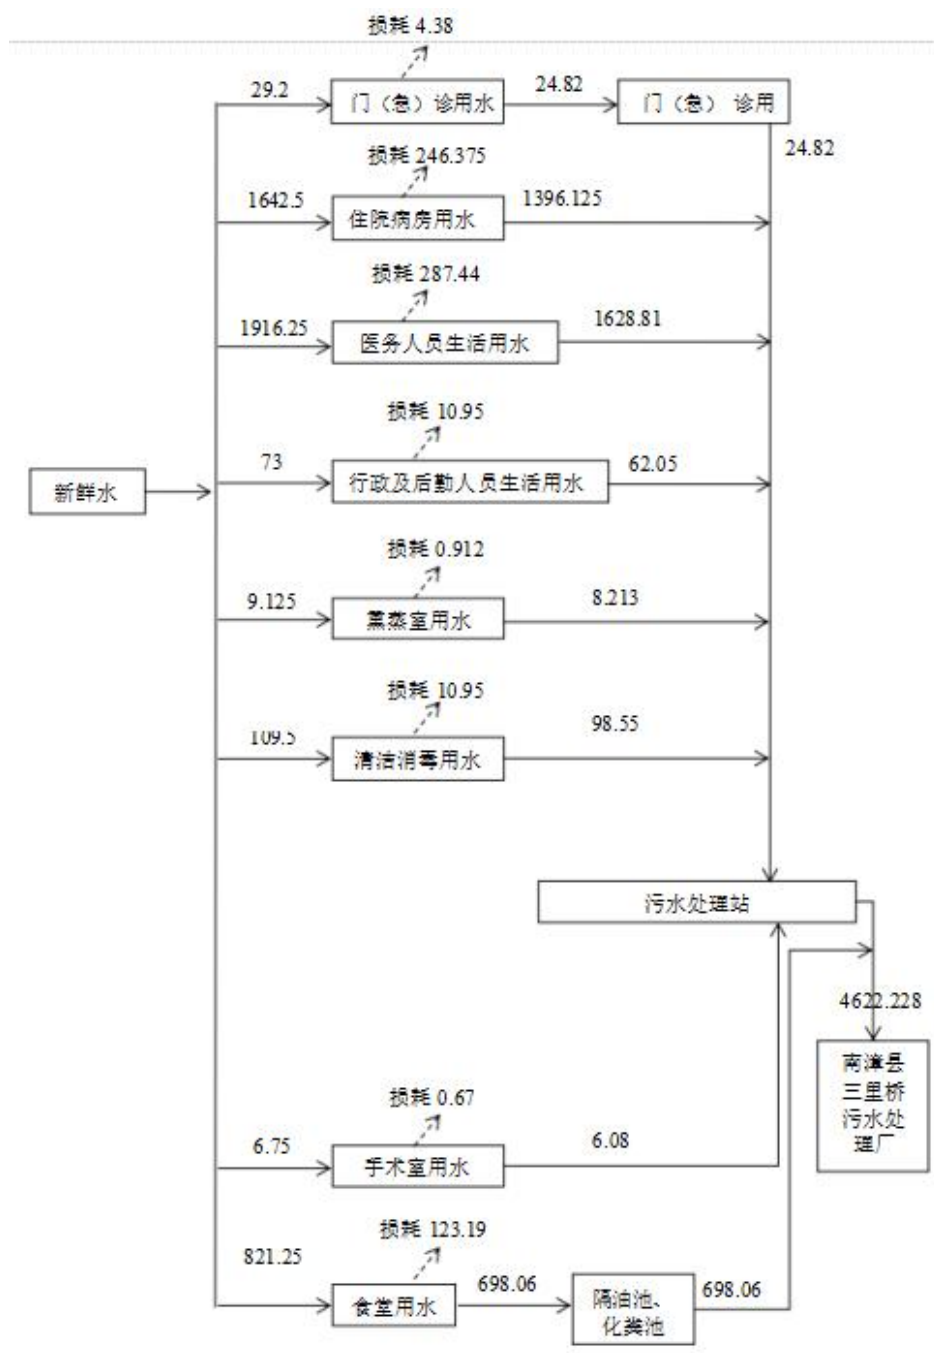 损耗 4.38
29.2
门（急）诊用水
24.82
门（急） 诊用
24.82
损耗 246.375
1642.5
住院病房用水
1396.125
损耗 287.44
1916.25
医务人员生活用水
1628.81
损耗 10.95
73
行政及后勤人员生活用水
62.05
新鲜水
损耗 0.912
9.125
熏蒸室用水
8.213
损耗 10.95
109.5
清洁消毒用水
98.55
污水处理站
4622.228
南漳县
三里桥
污水处
理厂
损耗 0.67
6.75
手术室用水
6.08
损耗 123.19
821.25
食堂用水
698.06
隔油池、
化粪池
698.06